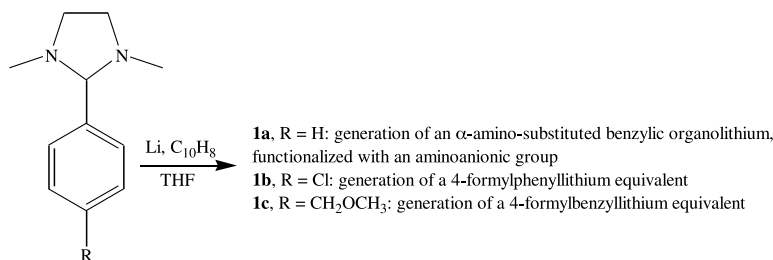 N N
Li, C₁₀H₈
THF
R
1a, R = H: generation of an α-amino-substituted benzylic organolithium,
functionalized with an aminoanionic group
1b, R = Cl: generation of a 4-formylphenyllithium equivalent
1c, R = CH₂OCH₃: generation of a 4-formylbenzyllithium equivalent